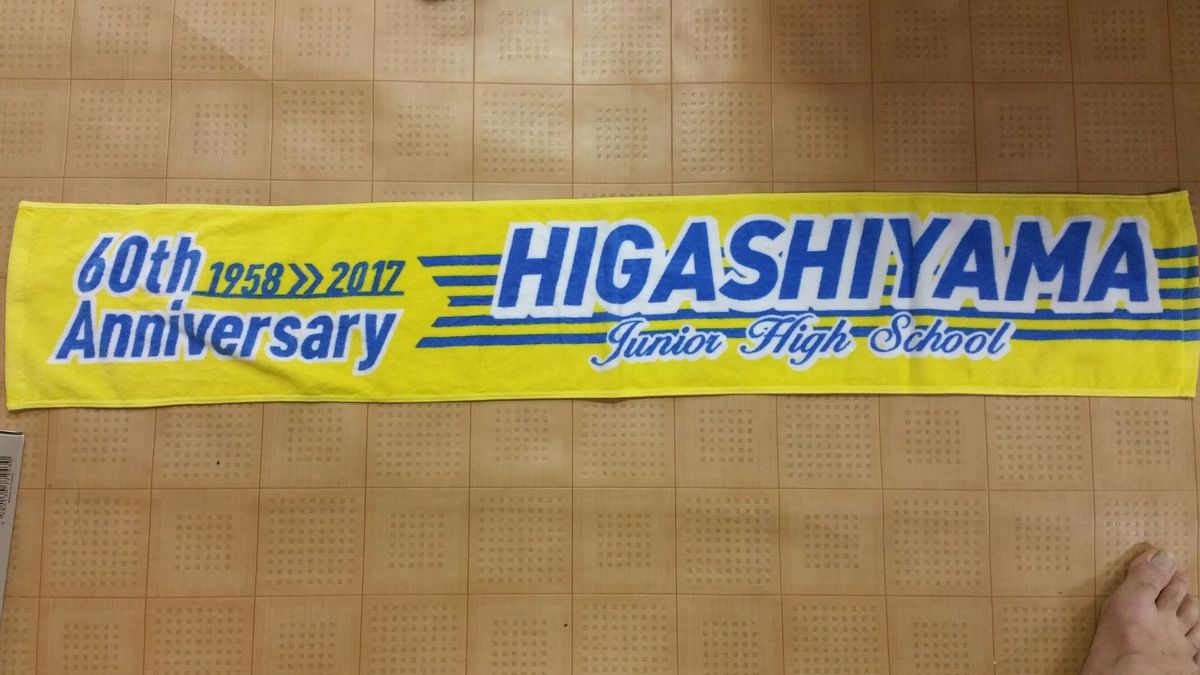 60th 1958 >> 2017
Anniversary
HIGASHIYAMA
Junior High School